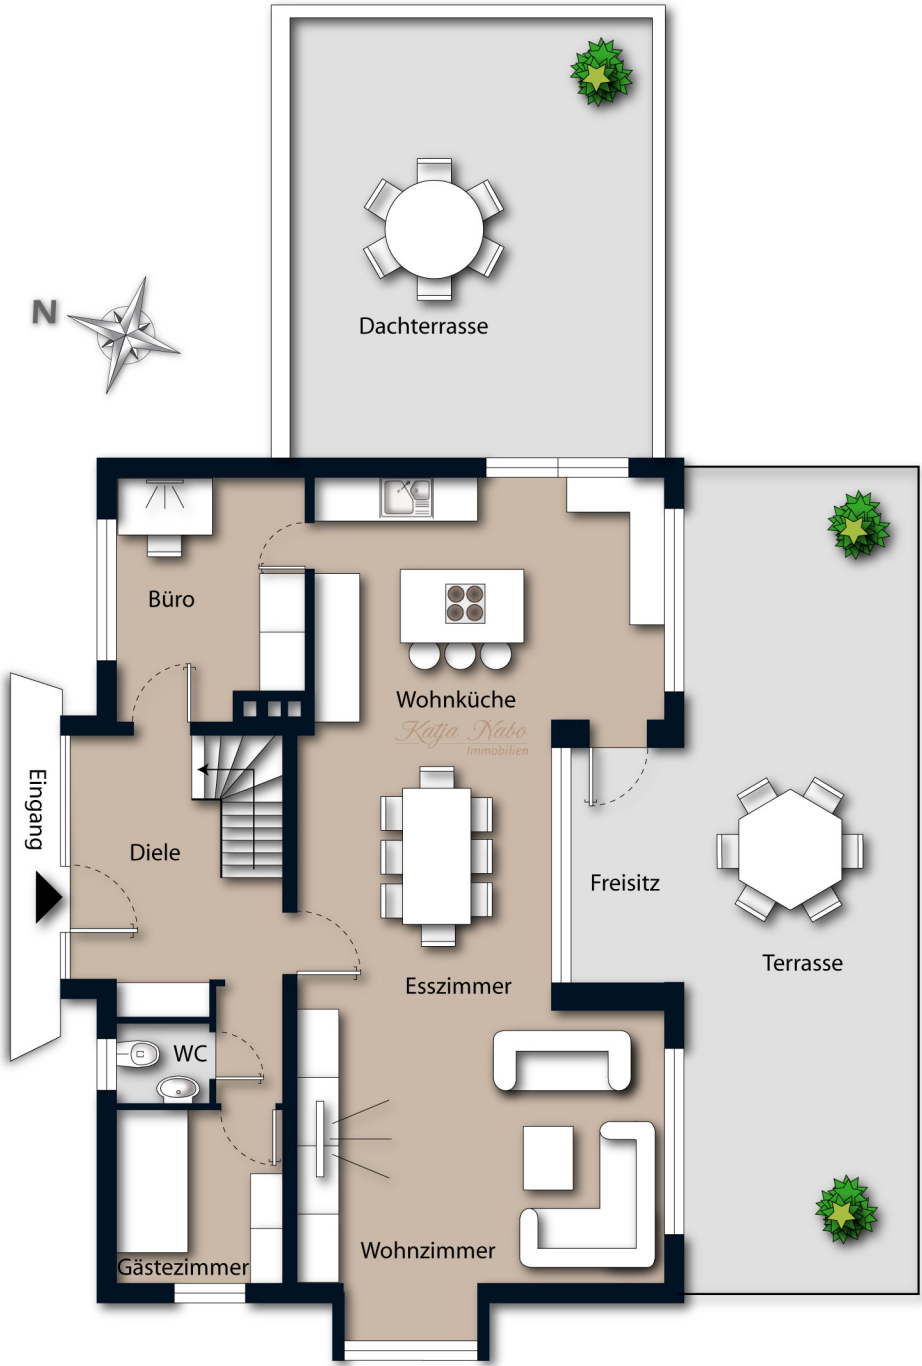 Dachterrasse
N
Büro
Wohnküche
Katja Nabo
Immobilien
Eingang
Diele
Freisitz
Terrasse
Esszimmer
WC
Wohnzimmer
Gästezimmer